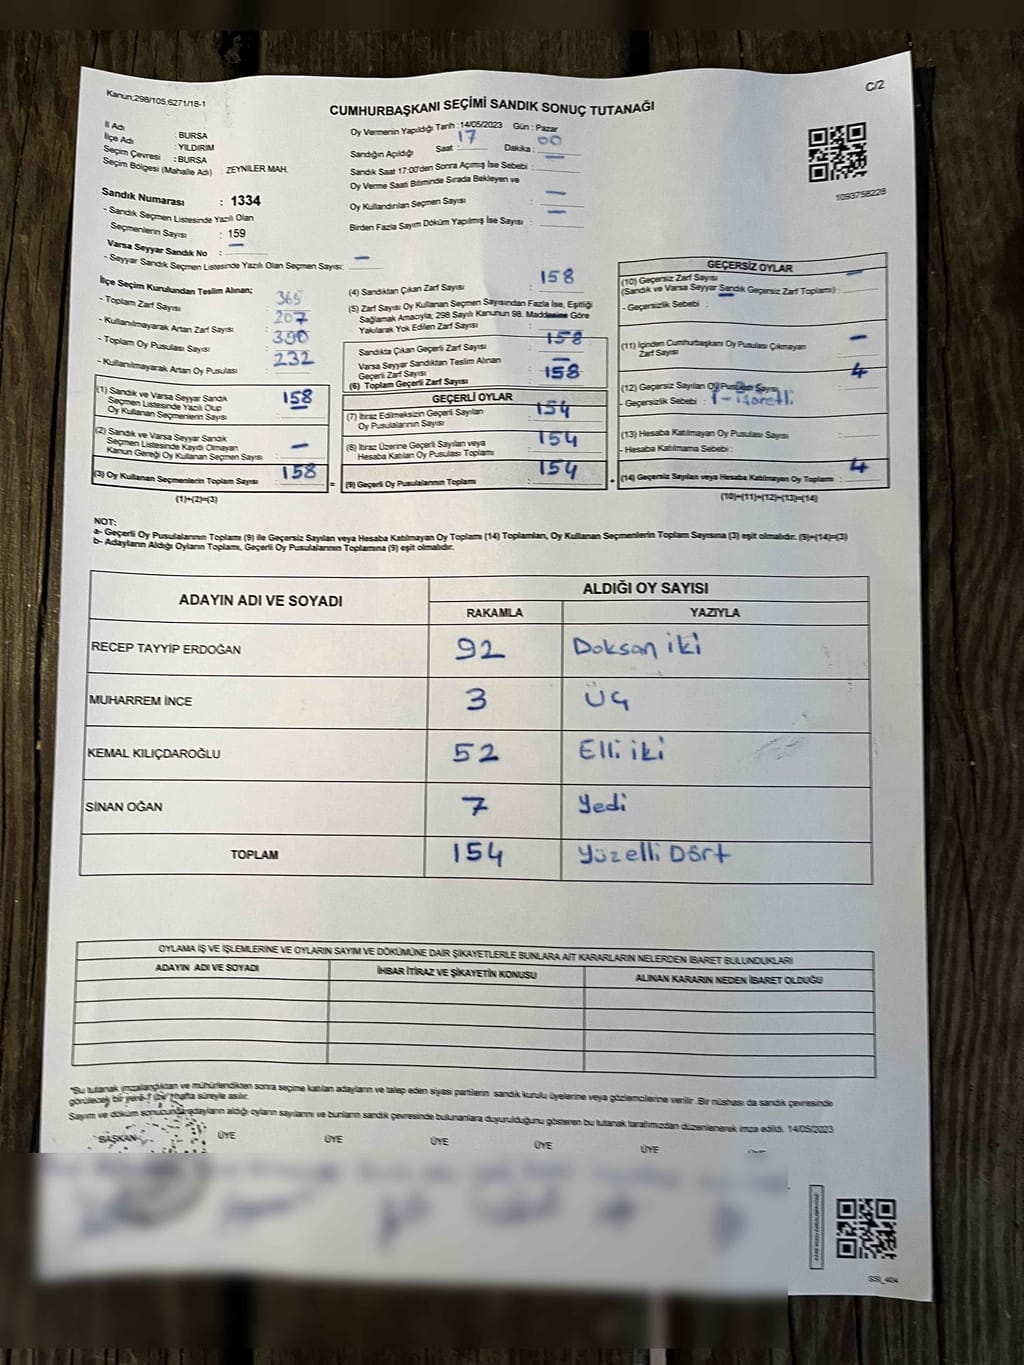 Kanun;298/105;6271/18-1
C/2
CUMHURBAŞKANI SEÇİMİ SANDIK SONUÇ TUTANAĞI
İl Adı : BURSA
İlçe Adı : YILDIRIM
Seçim Çevresi : BURSA
Seçim Bölgesi (Mahalle Adı) : ZEYNİLER MAH.
Sandık Numarası : 1334
- Sandık Seçmen Listesinde Yazılı Olan
Seçmenlerin Sayısı : 159
Varsa Seyyar Sandık No : —
- Seyyar Sandık Seçmen Listesinde Yazılı Olan Seçmen Sayısı: —
Oy Vermenin Yapıldığı Tarih :14/05/2023 Gün : Pazar
Sandığın Açıldığı Saat : 17 Dakika : 00
Sandık Saat 17:00'den Sonra Açımış İse Sebebi : —
Oy Verme Saati Bitiminde Sırada Bekleyen ve
Oy Kullandırılan Seçmen Sayısı : —
Birden Fazla Sayım Döküm Yapılmış İse Sayısı : —
1093758228
İlçe Seçim Kurulundan Teslim Alınan;
- Toplam Zarf Sayısı : 365
- Kullanılmayarak Artan Zarf Sayısı : 207
- Toplam Oy Pusulası Sayısı : 390
- Kullanılmayarak Artan Oy Pusulası : 232
(1) Sandık ve Varsa Seyyar Sandık
Seçmen Listesinde Yazılı Olup
Oy Kullanan Seçmenlerin Sayısı : 158
(2) Sandık ve Varsa Seyyar Sandık
Seçmen Listesinde Kayıtlı Olmayan
Kanun Gereği Oy Kullanan Seçmen Sayısı : —
(3) Oy Kullanan Seçmenlerin Toplam Sayısı : 158
(1)+(2)=(3)
(4) Sandıktan Çıkan Zarf Sayısı : 158
(5) Zarf Sayısı Oy Kullanan Seçmen Sayısından Fazla İse, Eşitliği
Sağlamak Amacıyla; 298 Sayılı Kanunun 98. Maddesine Göre
Yakılarak Yok Edilen Zarf Sayısı : —
Sandıkta Çıkan Geçerli Zarf Sayısı : 158
Varsa Seyyar Sandıktan Teslim Alınan
Geçerli Zarf Sayısı : —
(6) Toplam Geçerli Zarf Sayısı : 158
GEÇERLİ OYLAR
(7) İtiraz Edilmeksizin Geçerli Sayılan
Oy Pusulalarının Sayısı : 154
(8) İtiraz Üzerine Geçerli Sayılan veya
Hesaba Katılan Oy Pusulası Toplamı : 154
= (9) Geçerli Oy Pusulalarının Toplamı : 154
GEÇERSİZ OYLAR
(10) Geçersiz Zarf Sayısı
(Sandık ve Varsa Seyyar Sandık Geçersiz Zarf Toplamı) : —
- Geçersizlik Sebebi : —
(11) İçinden Cumhurbaşkanı Oy Pusulası Çıkmayan
Zarf Sayısı : —
(12) Geçersiz Sayılan Oy Pusulası Sayısı : 4
- Geçersizlik Sebebi : işaretli
(13) Hesaba Katılmayan Oy Pusulası Sayısı :
- Hesaba Katılmama Sebebi :
+ (14) Geçersiz Sayılan veya Hesaba Katılmayan Oy Toplamı : 4
(10)+(11)+(12)+(13)=(14)
NOT:
a- Geçerli Oy Pusulalarının Toplamı (9) ile Geçersiz Sayılan veya Hesaba Katılmayan Oy Toplamı (14) Toplamları, Oy Kullanan Seçmenlerin Toplam Sayısına (3) eşit olmalıdır. (9)+(14)=(3)
b- Adayların Aldığı Oyların Toplamı, Geçerli Oy Pusulalarının Toplamına (9) eşit olmalıdır.
ADAYIN ADI VE SOYADI ALDIĞI OY SAYISI
RAKAMLA YAZIYLA
RECEP TAYYİP ERDOĞAN 92 Doksan iki
MUHARREM İNCE 3 Üç
KEMAL KILIÇDAROĞLU 52 Elli iki
SİNAN OĞAN 7 Yedi
TOPLAM 154 Yüzelli Dört
OYLAMA İŞ VE İŞLEMLERİNE VE OYLARIN SAYIM VE DÖKÜMÜNE DAİR ŞİKAYETLERLE BUNLARA AİT KARARLARIN NELERDEN İBARET BULUNDUKLARI
ADAYIN ADI VE SOYADI İHBAR İTİRAZ VE ŞİKAYETİN KONUSU ALINAN KARARIN NEDEN İBARET OLDUĞU
*Bu tutanak imzalandıktan ve mühürlendikten sonra seçime katılan adayların ve talep eden siyasi partilerin sandık kurulu üyelerine veya gözlemcilerine verilir .Bir nüshası da sandık çevresinde
görülecek bir yere 1 (bir) hafta süreyle asılır.
Sayım ve döküm sonucunda adayların aldığı oyların sayılarını ve bunların sandık çevresinde bulunanlara duyurulduğunu gösteren bu tutanak tarafımızdan düzenlenerek imza edildi. 14/05/2023
BAŞKAN ÜYE ÜYE ÜYE ÜYE ÜYE
SSİ_404